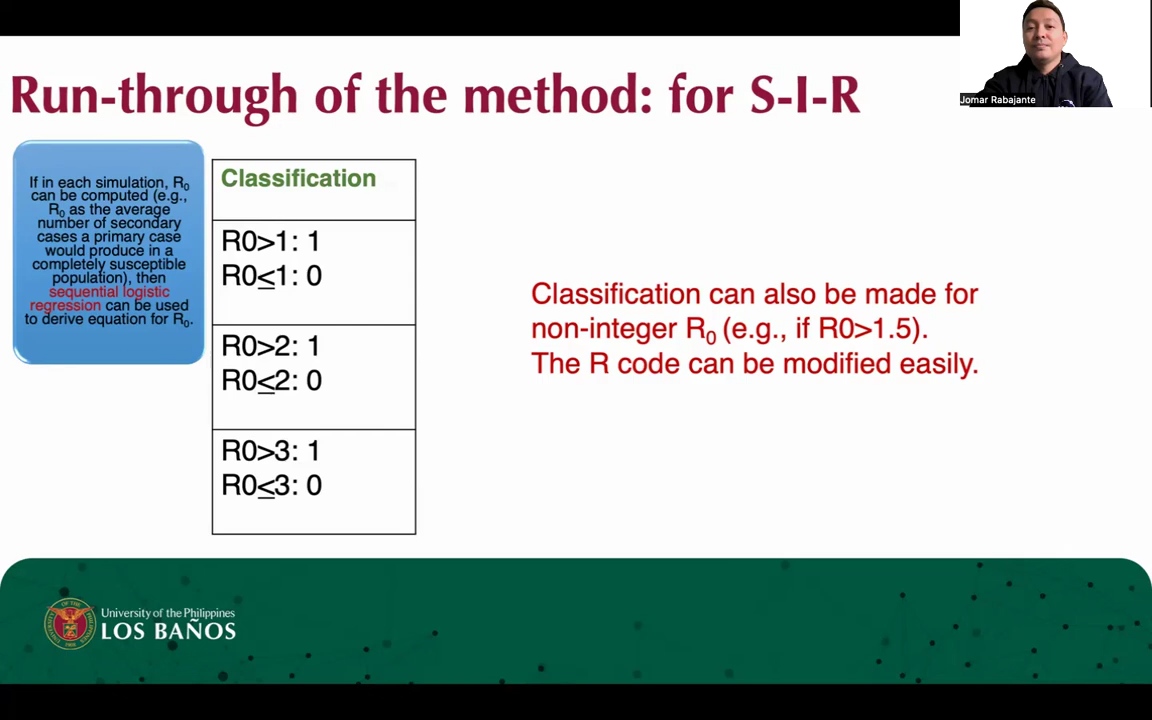 Run-through of the method: for S-I-R
Jomar Rabajante
If in each simulation, R₀
can be computed (e.g.,
R₀ as the average
number of secondary
cases a primary case
would produce in a
completely susceptible
population), then
sequential logistic
regression can be used
to derive equation for R₀.
Classification
R0>1: 1
R0≤1: 0
R0>2: 1
R0≤2: 0
R0>3: 1
R0≤3: 0
Classification can also be made for
non-integer R₀ (e.g., if R0>1.5).
The R code can be modified easily.
University of the Philippines
LOS BAÑOS